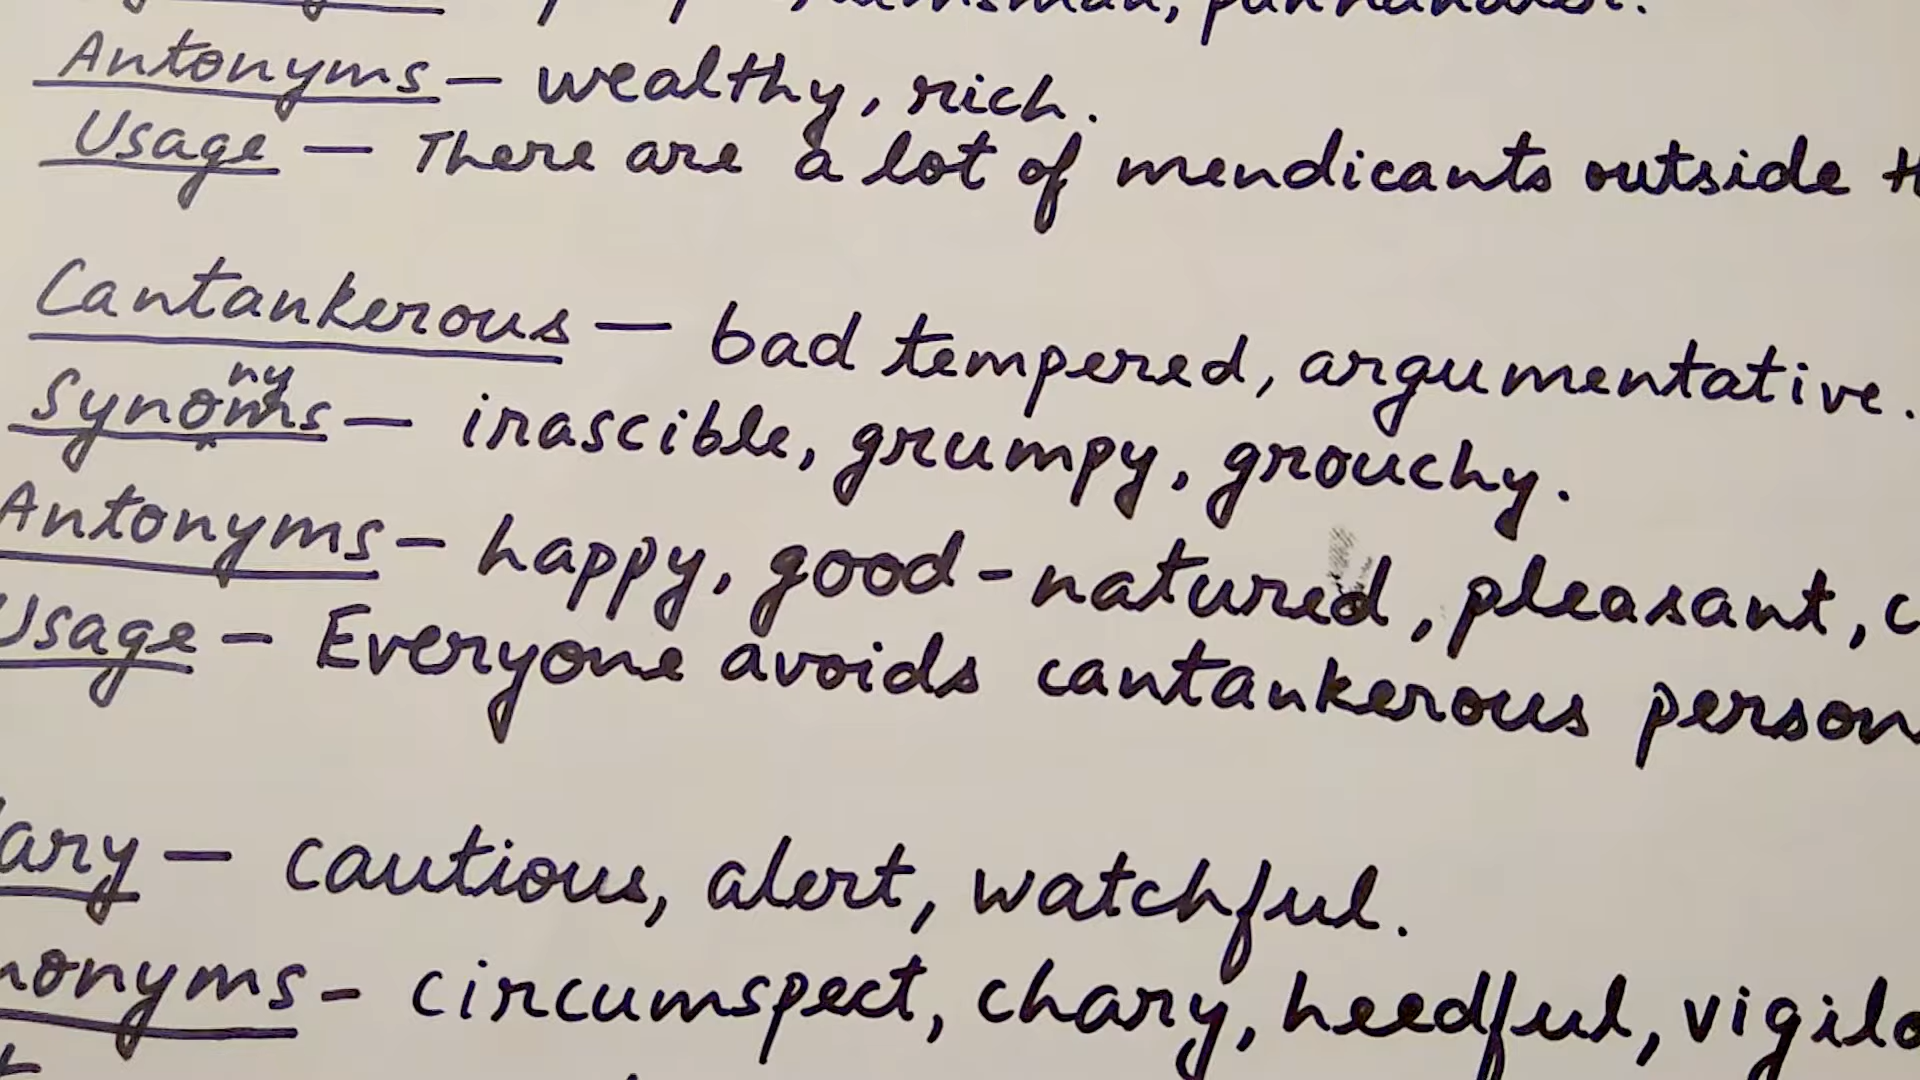 Antonyms — wealthy, rich.
Usage — There are a lot of mendicants outside
Cantankerous — bad tempered, argumentative.
Synonyms — irascible, grumpy, grouchy.
Antonyms - happy, good-natured, pleasant,
Usage - Everyone avoids cantankerous person
ary — cautious, alert, watchful.
nonyms - circumspect, chary, heedful, vigil